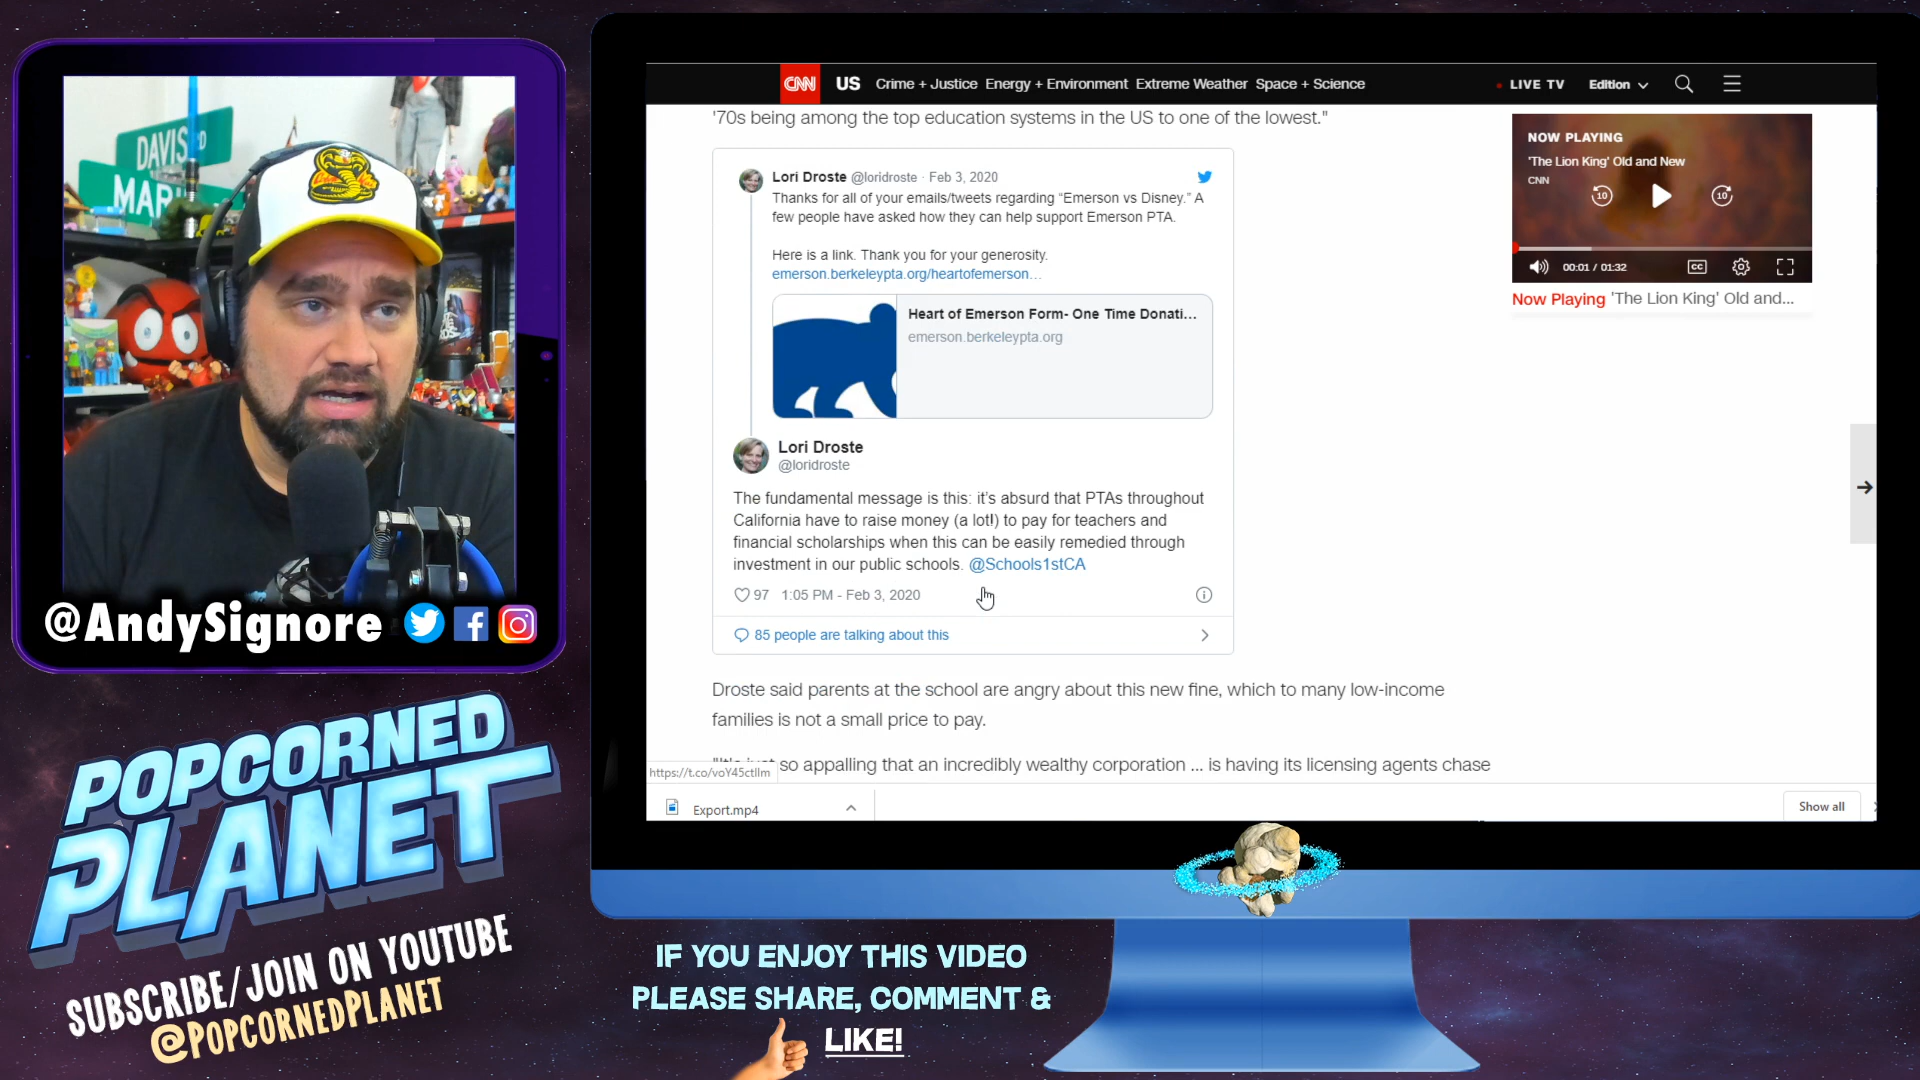 DAVIS RD
MAR
@AndySignore
POPCORNED
PLANET
SUBSCRIBE/JOIN ON YOUTUBE
@POPCORNEDPLANET
CNN US Crime + Justice Energy + Environment Extreme Weather Space + Science LIVE TV Edition
'70s being among the top education systems in the US to one of the lowest."
Lori Droste @loridroste · Feb 3, 2020
Thanks for all of your emails/tweets regarding “Emerson vs Disney.” A
few people have asked how they can help support Emerson PTA.
Here is a link. Thank you for your generosity.
emerson.berkeleypta.org/heartofemerson…
Heart of Emerson Form- One Time Donati...
emerson.berkeleypta.org
Lori Droste
@loridroste
The fundamental message is this: it’s absurd that PTAs throughout
California have to raise money (a lot!) to pay for teachers and
financial scholarships when this can be easily remedied through
investment in our public schools. @Schools1stCA
97 1:05 PM - Feb 3, 2020
85 people are talking about this
Droste said parents at the school are angry about this new fine, which to many low-income
families is not a small price to pay.
"It's just so appalling that an incredibly wealthy corporation ... is having its licensing agents chase
https://t.co/voY45ctIlm
Export.mp4
Show all
NOW PLAYING
'The Lion King' Old and New
CNN
10 10
00:01 / 01:32 CC
Now Playing 'The Lion King' Old and...
IF YOU ENJOY THIS VIDEO
PLEASE SHARE, COMMENT &
LIKE!